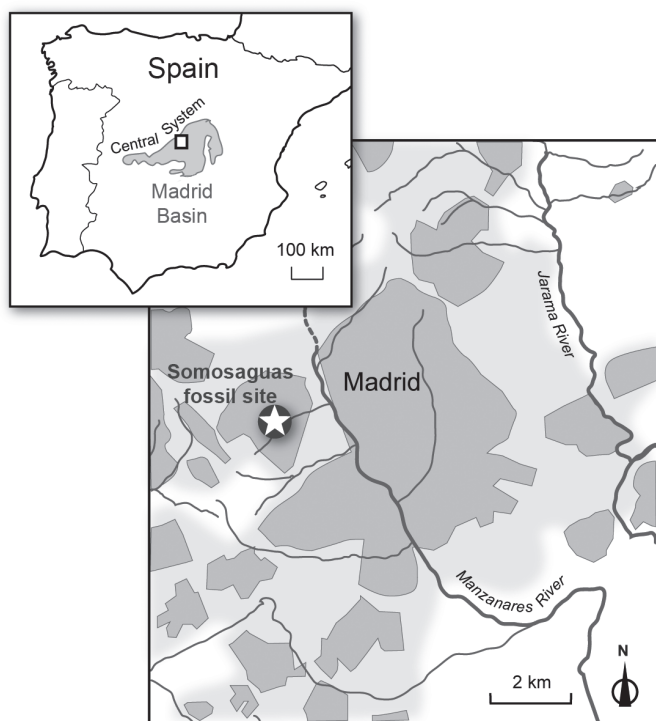 Spain
Central System
Madrid
Basin
100 km
Jarama River
Somosaguas
fossil site
Madrid
Manzanares River
N
2 km